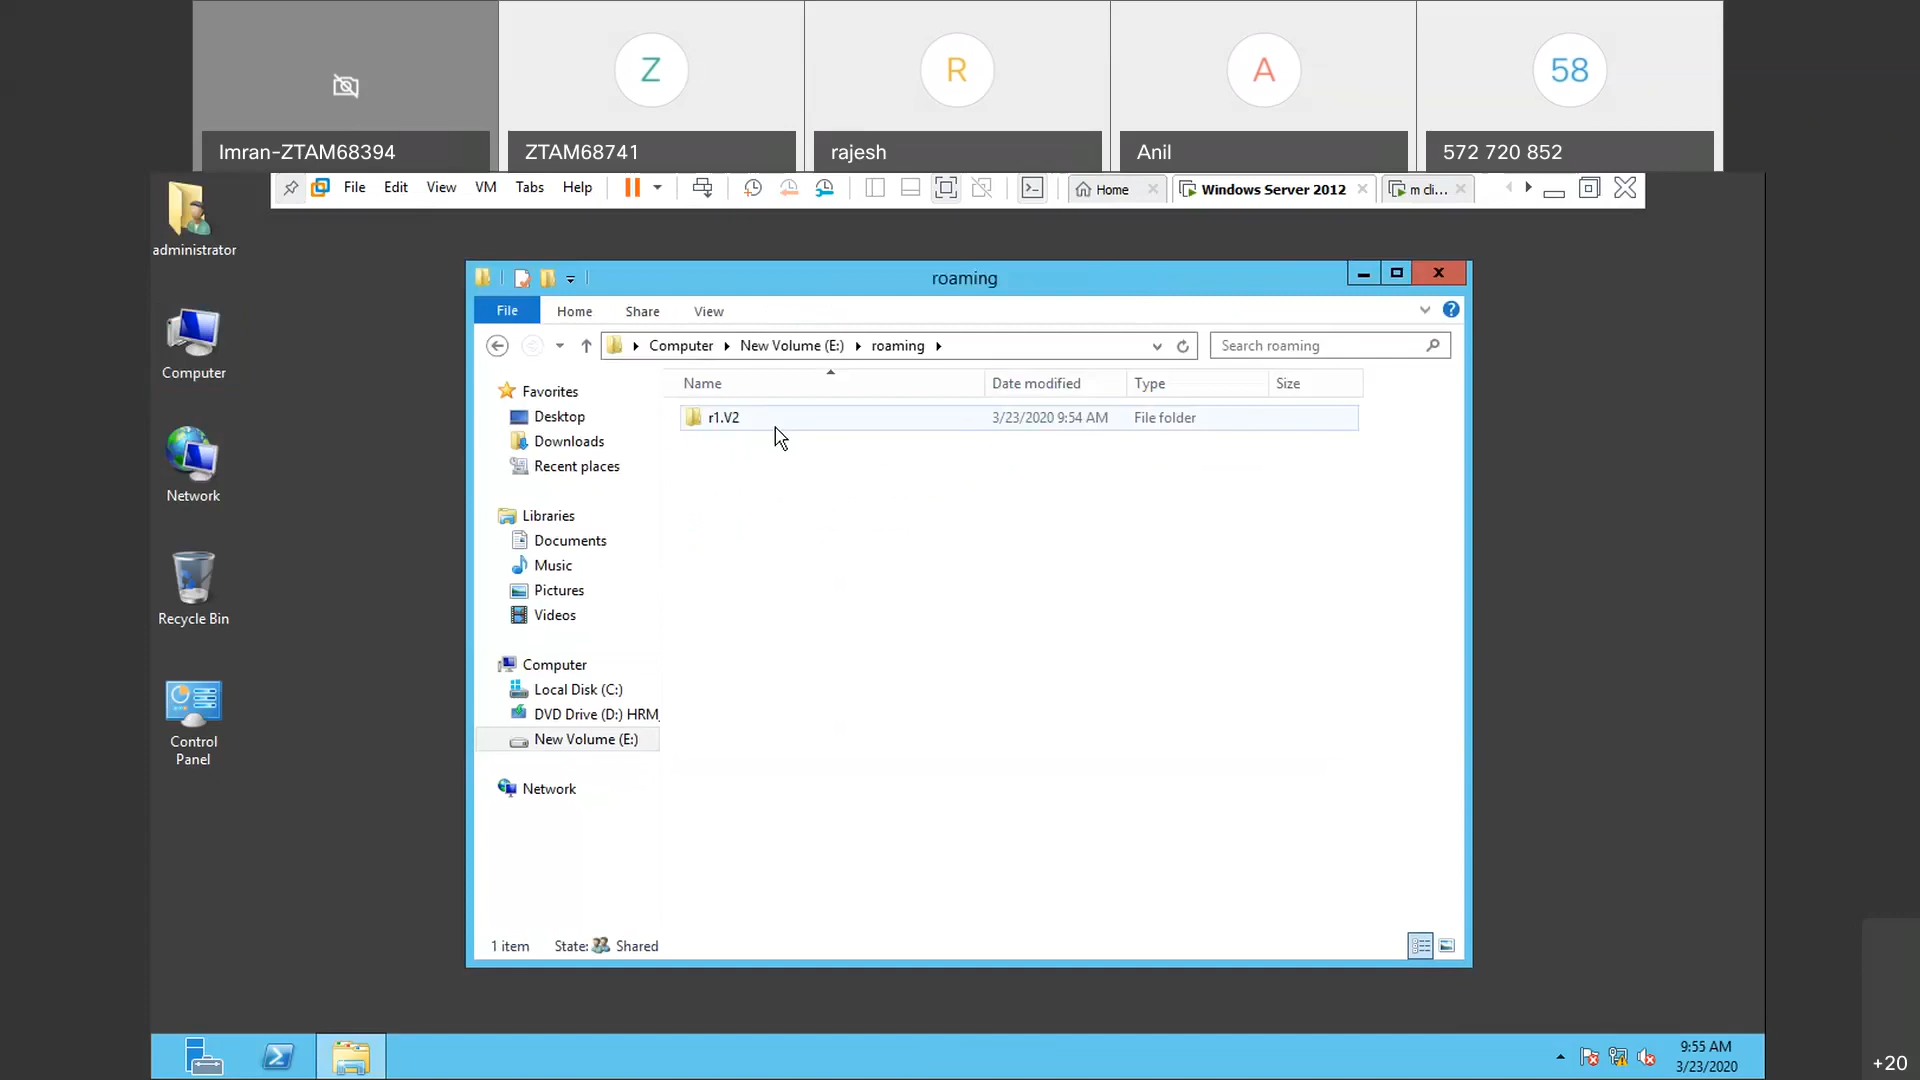 Z
R
A
58
Imran-ZTAM68394
ZTAM68741
rajesh
Anil
572 720 852
File Edit View VM Tabs Help
Home
Windows Server 2012
m cli...
administrator
Computer
Network
Recycle Bin
Control
Panel
roaming
File Home Share View
Computer New Volume (E:) roaming
Search roaming
Name Date modified Type Size
r1.V2 3/23/2020 9:54 AM File folder
Favorites
Desktop
Downloads
Recent places
Libraries
Documents
Music
Pictures
Videos
Computer
Local Disk (C:)
DVD Drive (D:) HRM
New Volume (E:)
Network
1 item State: Shared
9:55 AM
3/23/2020
+20